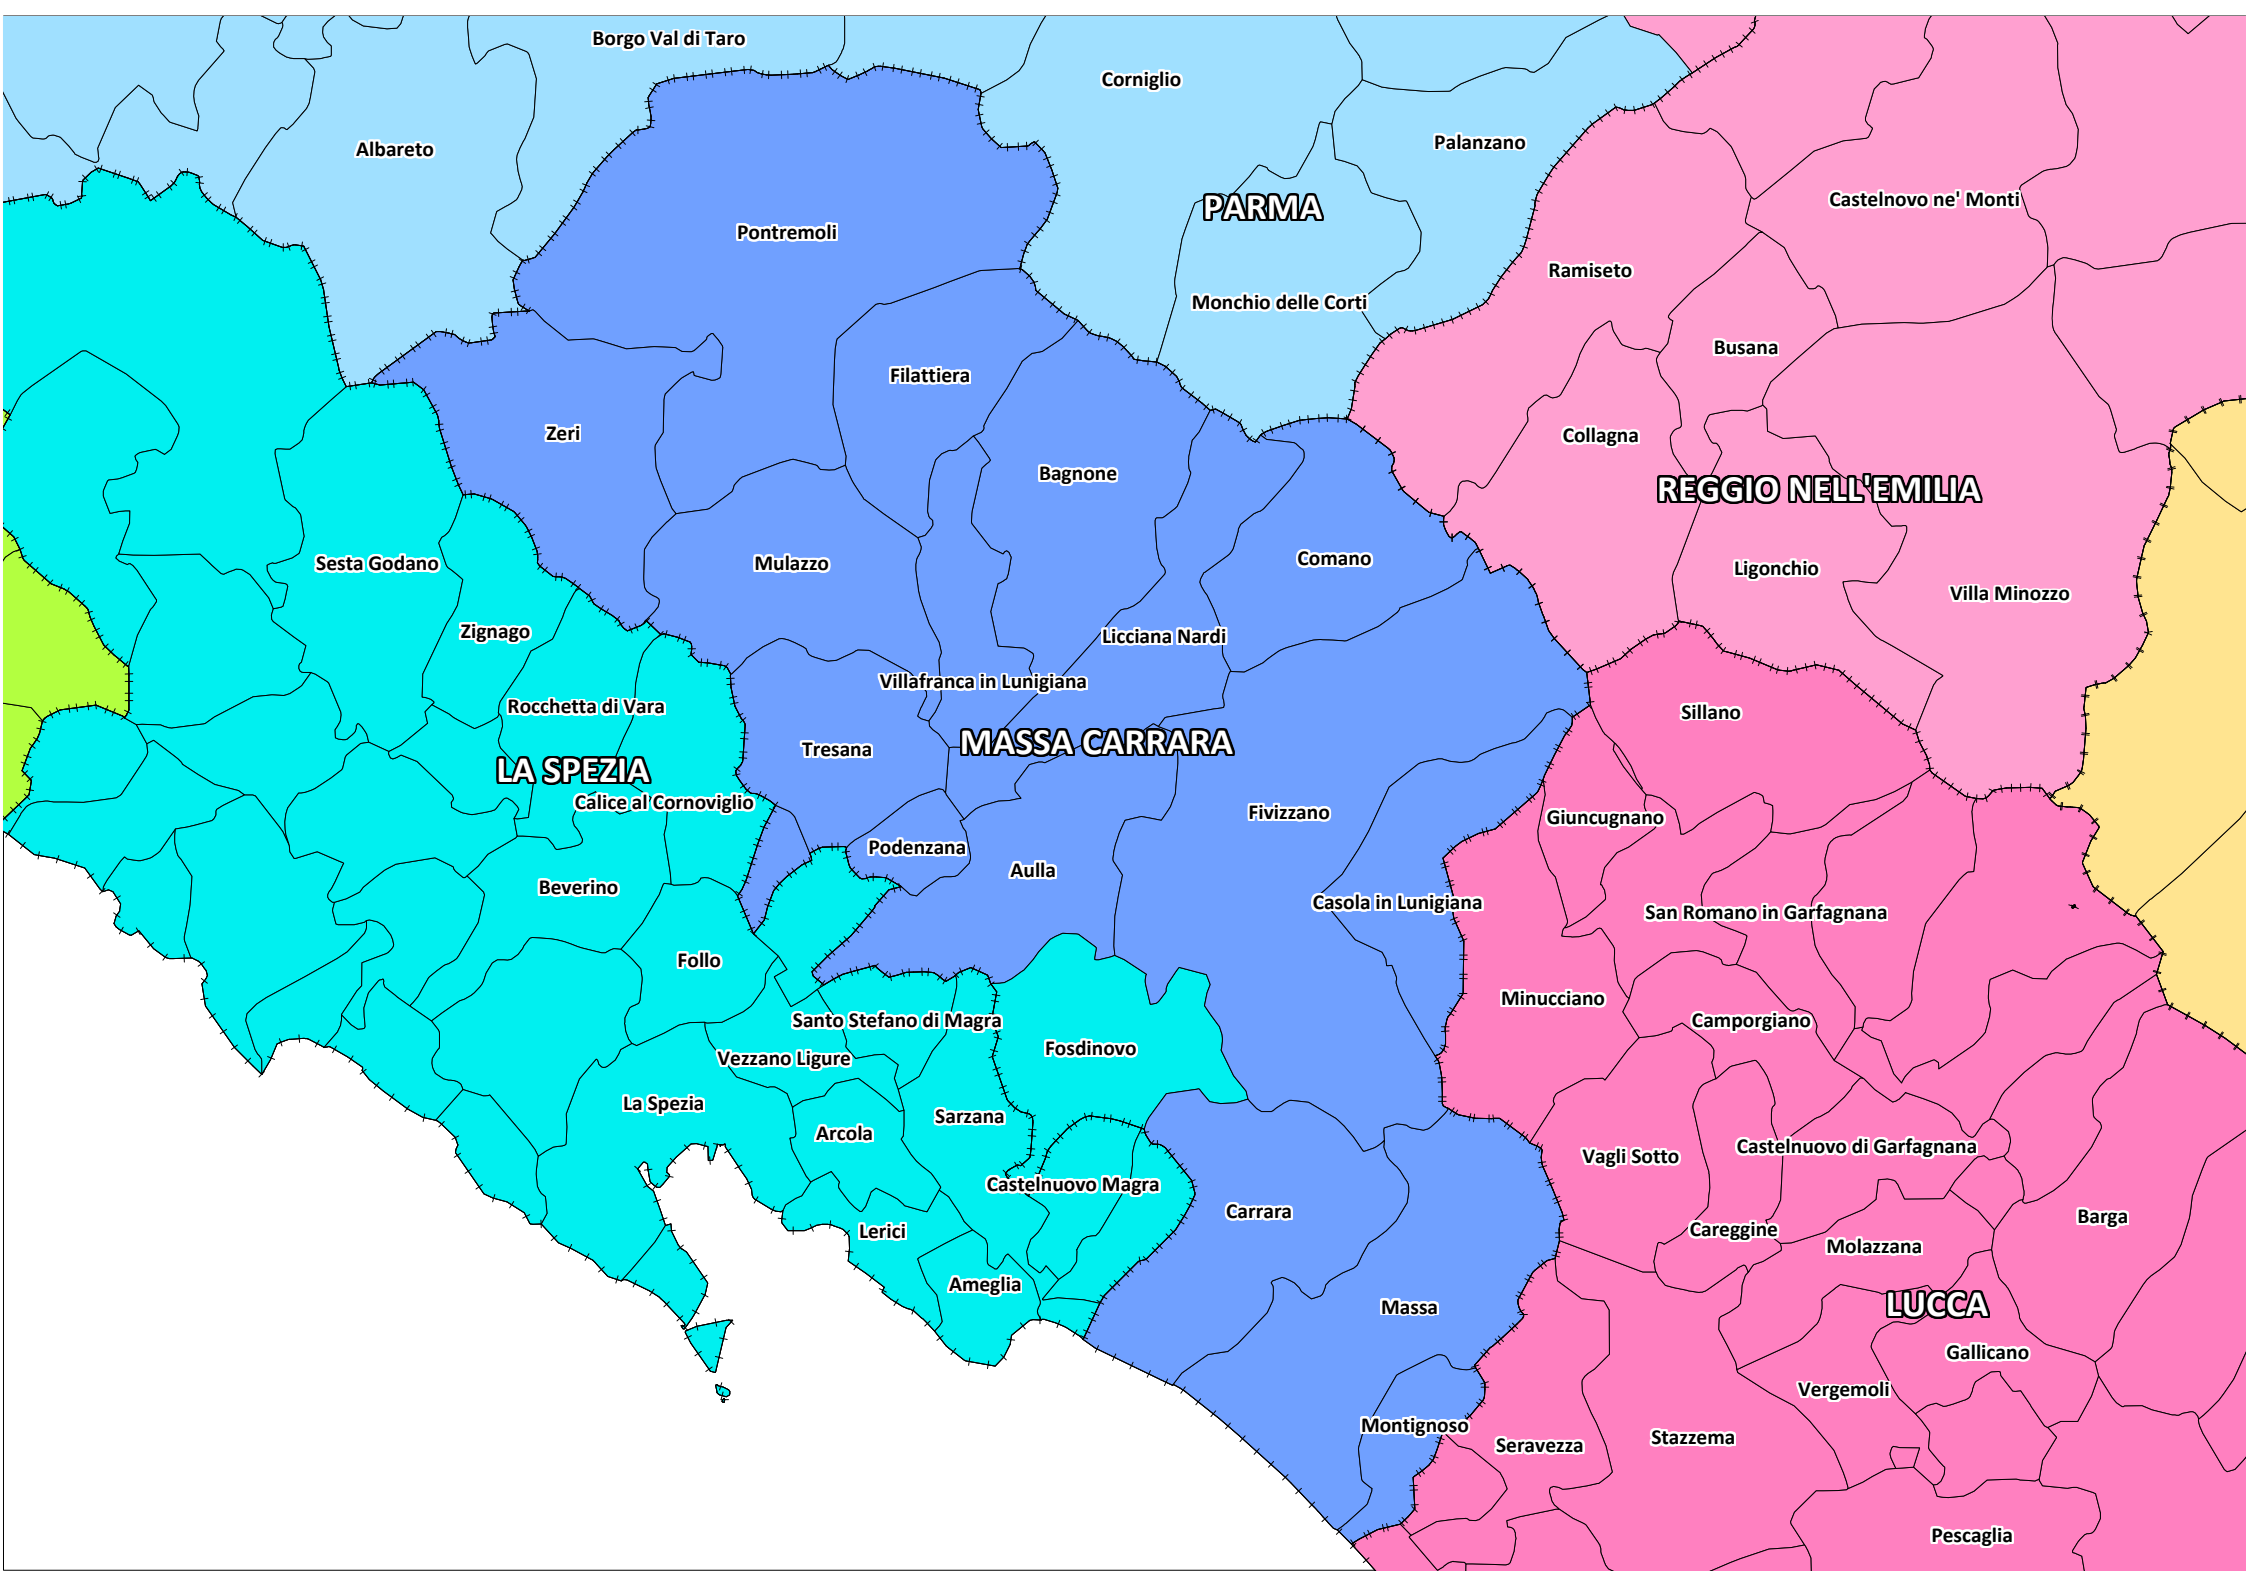 Borgo Val di Taro
Corniglio
Albareto
Palanzano
Castelnovo ne' Monti
PARMA
Pontremoli
Ramiseto
Monchio delle Corti
Busana
Filattiera
Zeri
Collagna
Bagnone
REGGIO NELL'EMILIA
Comano
Sesta Godano
Mulazzo
Ligonchio
Villa Minozzo
Zignago
Licciana Nardi
Villafranca in Lunigiana
Rocchetta di Vara
Sillano
MASSA CARRARA
Tresana
LA SPEZIA
Calice al Cornoviglio
Fivizzano
Giuncugnano
Podenzana
Aulla
Beverino
Casola in Lunigiana
San Romano in Garfagnana
Follo
Minucciano
Santo Stefano di Magra
Camporgiano
Fosdinovo
Vezzano Ligure
La Spezia
Sarzana
Arcola
Castelnuovo di Garfagnana
Vagli Sotto
Castelnuovo Magra
Carrara
Barga
Lerici
Careggine
Molazzana
Ameglia
Massa
LUCCA
Gallicano
Vergemoli
Montignoso
Stazzema
Seravezza
Pescaglia